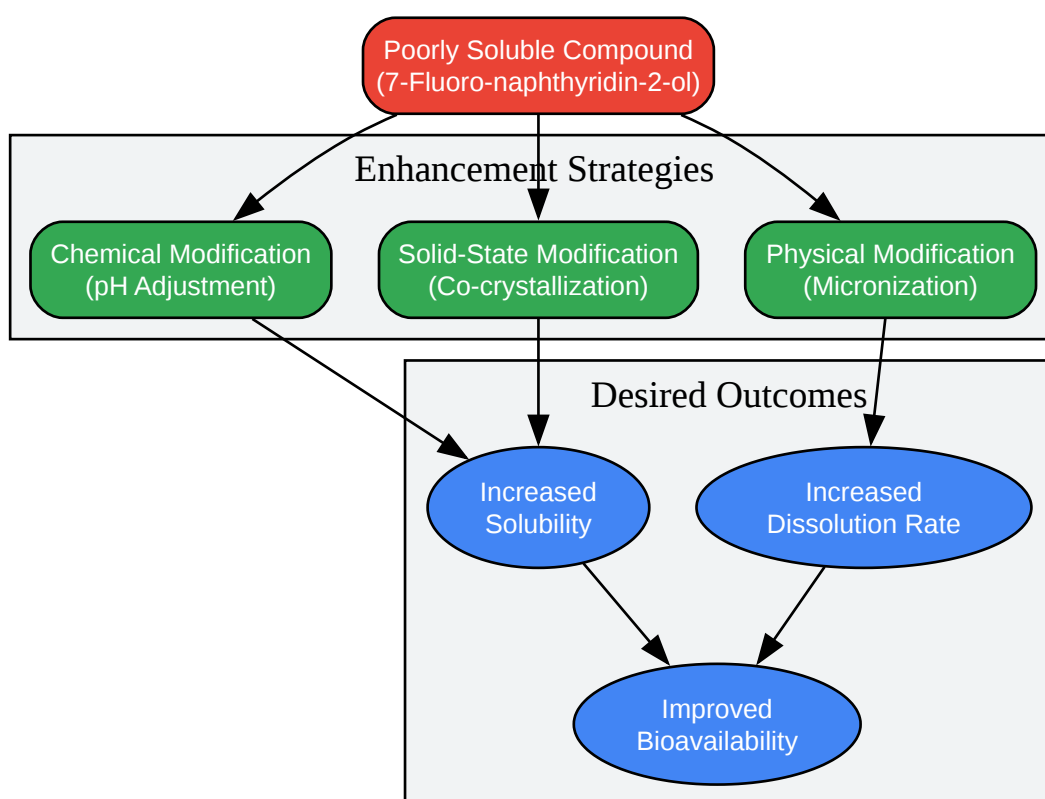 Poorly Soluble Compound
(7-Fluoro-naphthyridin-2-ol)
Enhancement Strategies
Chemical Modification
(pH Adjustment)
Solid-State Modification
(Co-crystallization)
Physical Modification
(Micronization)
Desired Outcomes
Increased
Solubility
Increased
Dissolution Rate
Improved
Bioavailability